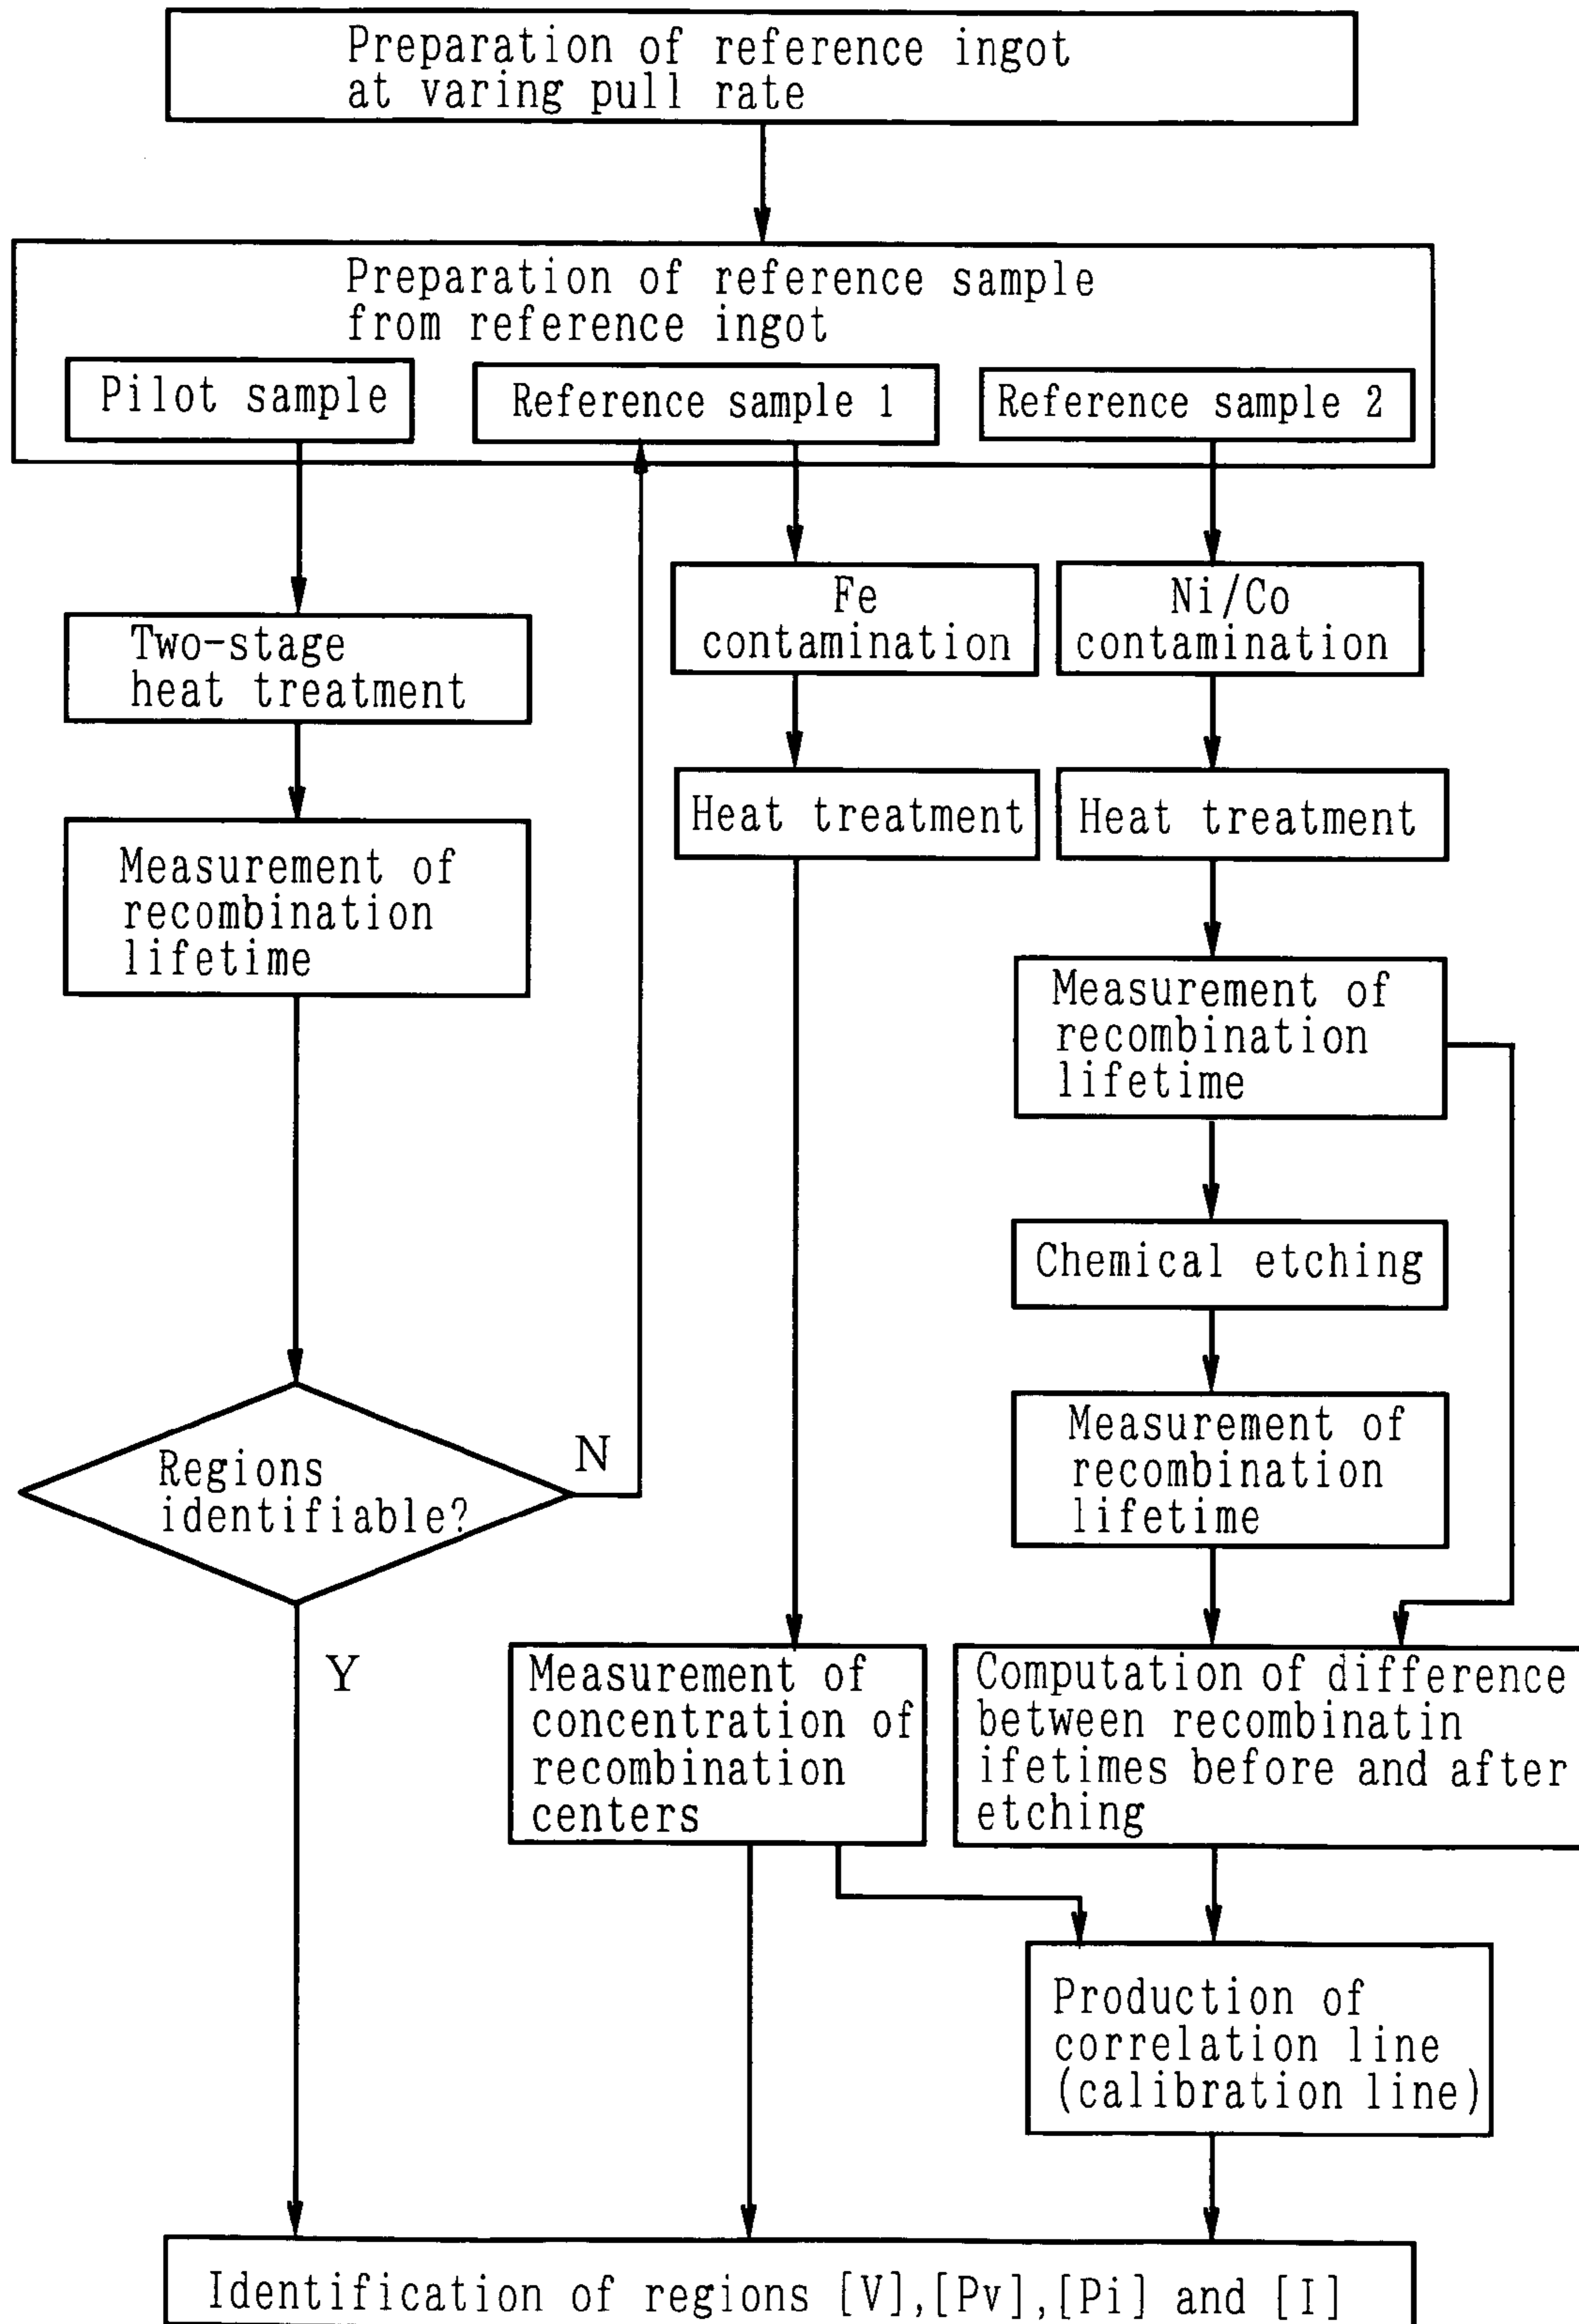 Preparation of reference ingot
at varing pull rate
Preparation of reference sample
from reference ingot
Pilot sample
Reference sample 1
Reference sample 2
Fe
contamination
Ni/Co
contamination
Two-stage
heat treatment
Heat treatment
Heat treatment
Measurement of
recombination
lifetime
Measurement of
recombination
lifetime
Chemical etching
Measurement of
recombination
lifetime
Regions
identifiable?
N
Y
Measurement of
concentration of
recombination
centers
Computation of difference
between recombinatin
ifetimes before and after
etching
Production of
correlation line
(calibration line)
Identification of regions [V],[Pv],[Pi] and [I]